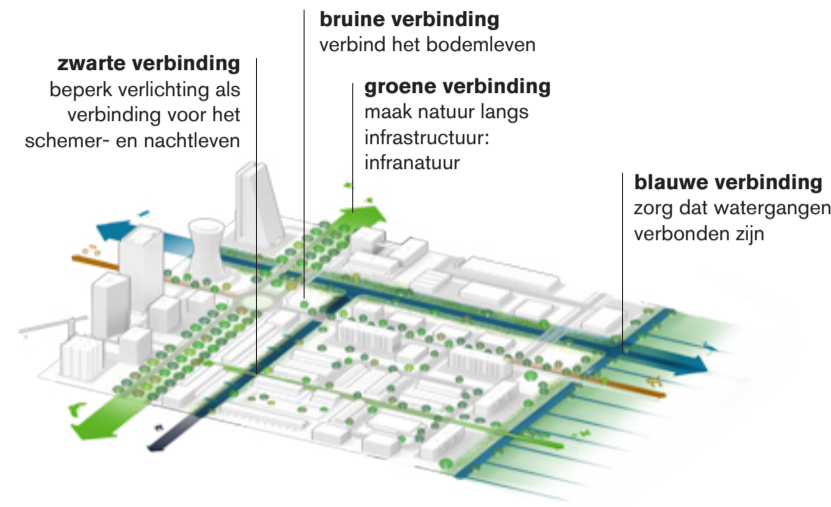 bruine verbinding
verbind het bodemleven
zwarte verbinding
beperk verlichting als
verbinding voor het
schemer- en nachtleven
groene verbinding
maak natuur langs
infrastructuur:
infranatuur
blauwe verbinding
zorg dat watergangen
verbonden zijn